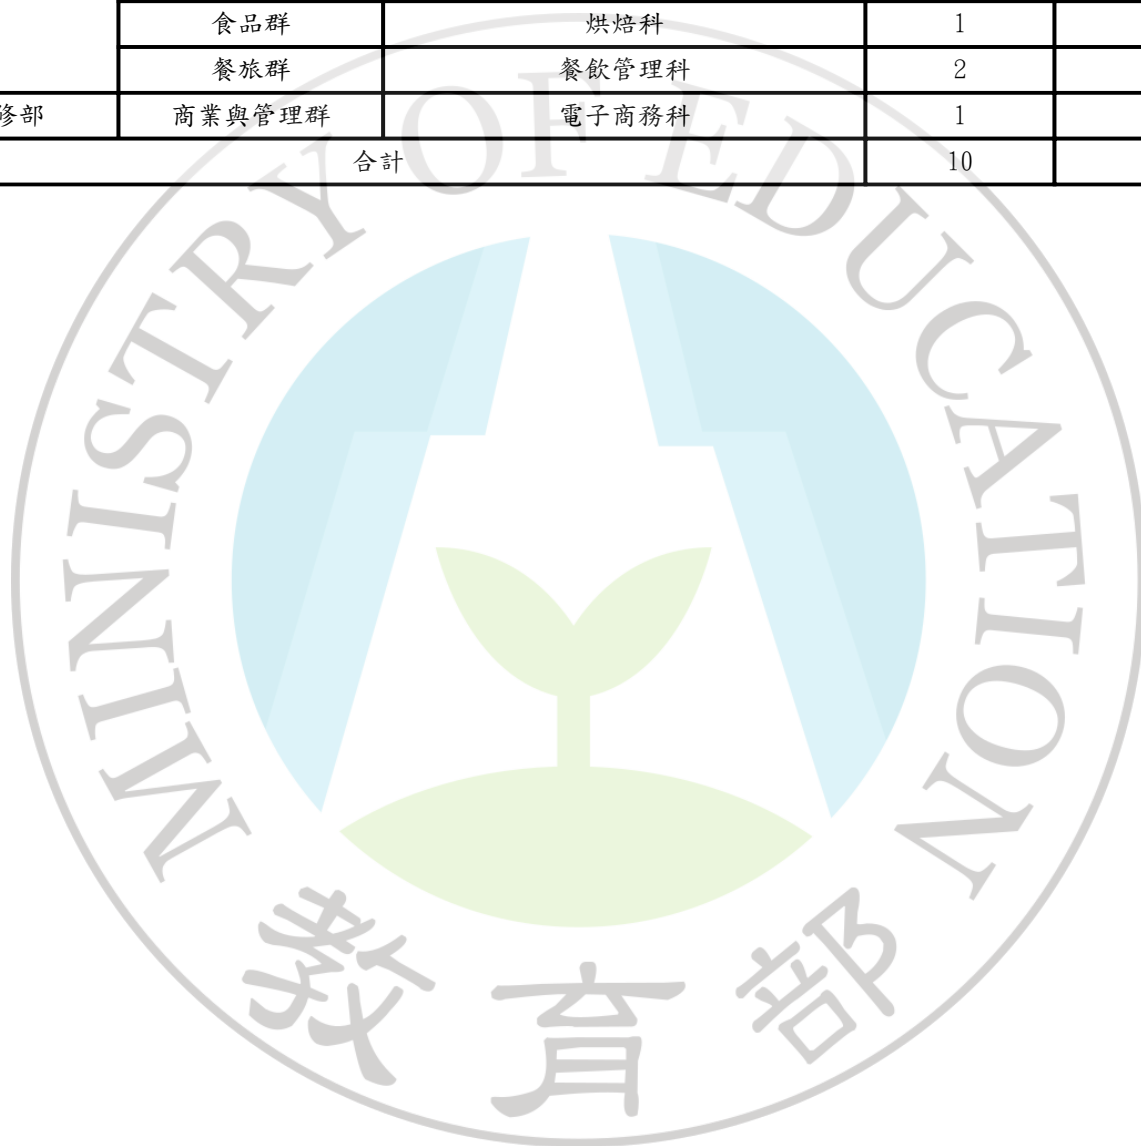 食品群 烘焙科 1
餐旅群 餐飲管理科 2
修部 商業與管理群 電子商務科 1
合計 10
MINISTRY OF EDUCATION
教育部